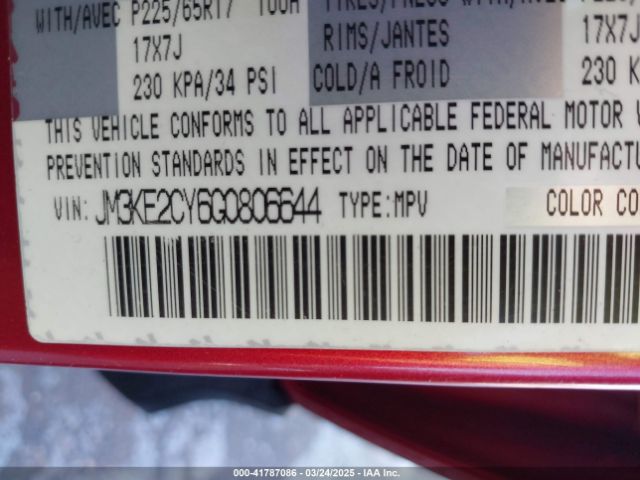 WITH/AVEC P225/65R17 100H
17X7J RIMS/JANTES 17X7J
230 KPA/34 PSI COLD/A FROID 230
THIS VEHICLE CONFORMS TO ALL APPLICABLE FEDERAL MOTOR
PREVENTION STANDARDS IN EFFECT ON THE DATE OF MANUFACTU
VIN: JM3KE2CY6G0806644 TYPE:MPV COLOR CO
000-41787086 — 03/24/2025 — IAA Inc.